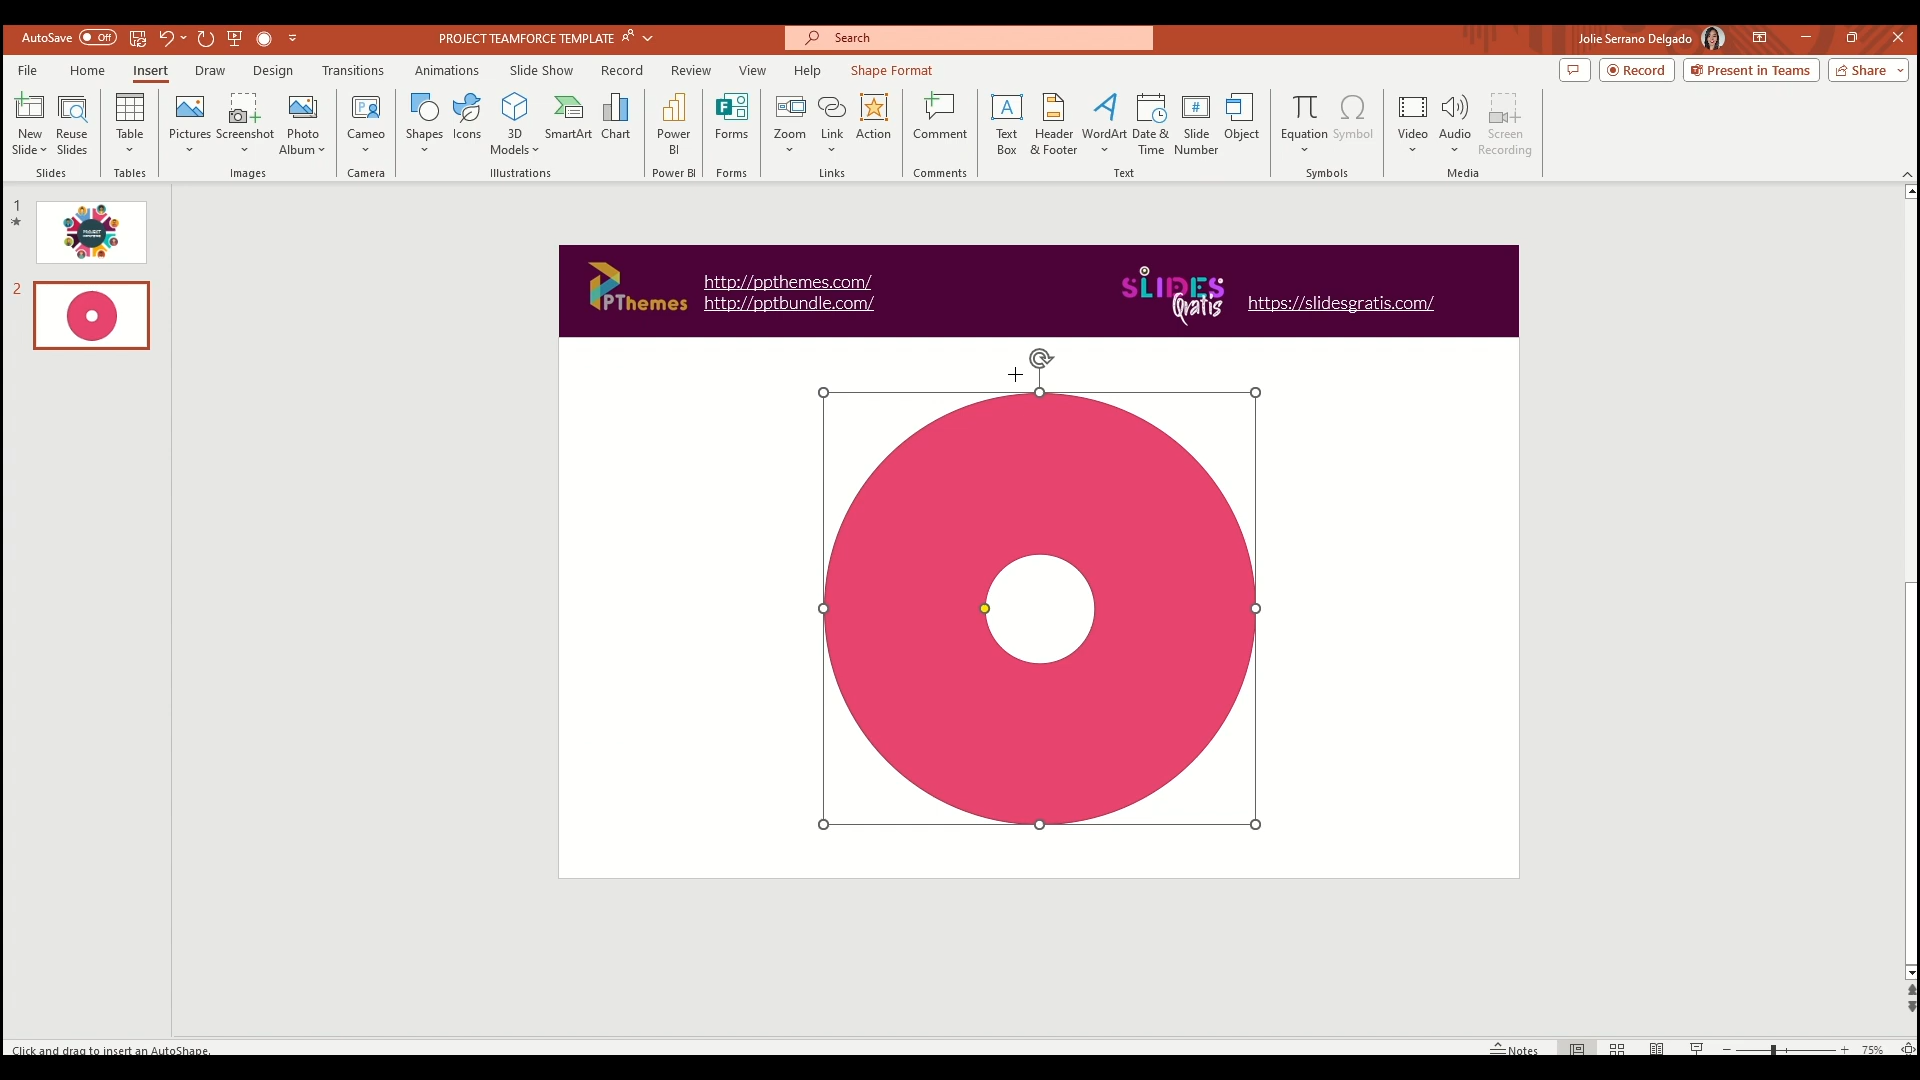 AutoSave Off
PROJECT TEAMFORCE TEMPLATE
Search
Jolie Serrano Delgado
File Home Insert Draw Design Transitions Animations Slide Show Record Review View Help Shape Format
Record
Present in Teams
Share
New Slide
Reuse Slides
Table
Pictures
Screenshot
Photo Album
Cameo
Shapes
Icons
3D Models
SmartArt
Chart
Power BI
Forms
Zoom
Link
Action
Comment
Text Box
Header & Footer
WordArt
Date & Time
Slide Number
Object
Equation
Symbol
Video
Audio
Screen Recording
Slides Tables Images Camera Illustrations Power BI Forms Links Comments Text Symbols Media
1
2
PPThemes
http://ppthemes.com/
http://pptbundle.com/
SLIDES
Gratis
https://slidesgratis.com/
Click and drag to insert an AutoShape.
Notes
75%